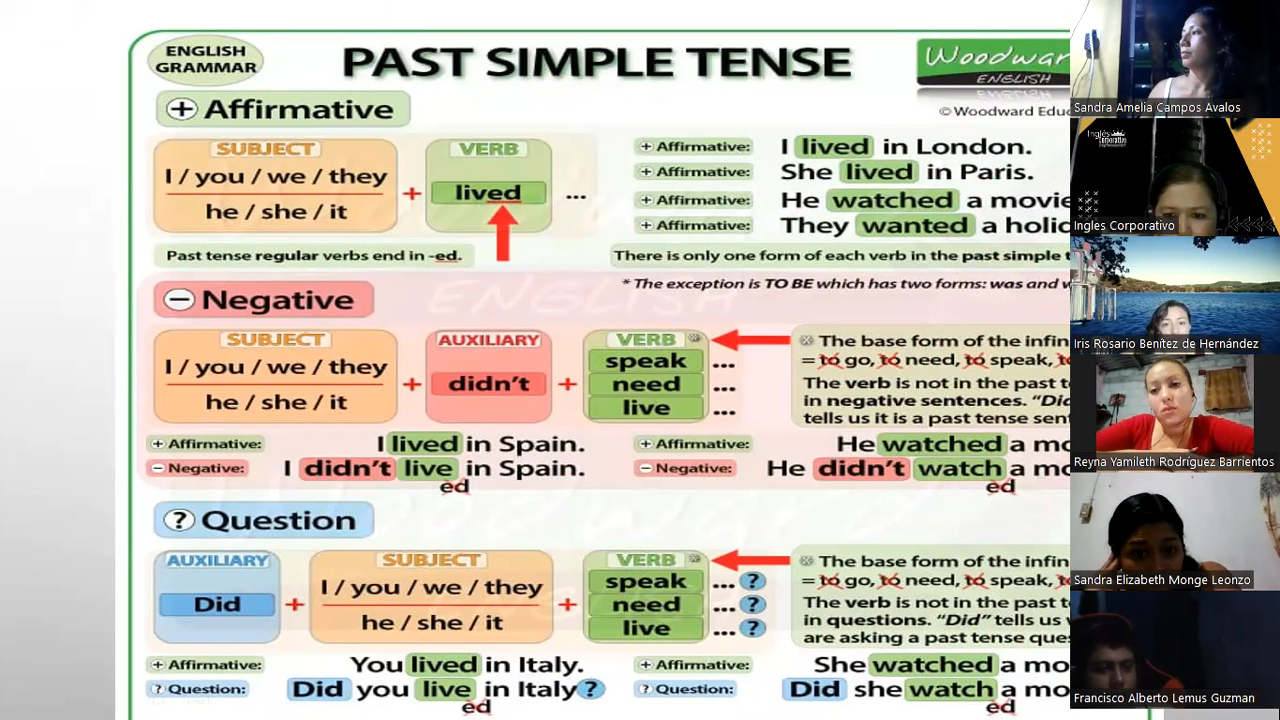 ENGLISH
GRAMMAR
PAST SIMPLE TENSE
Woodwar
ENGLISH
© Woodward Educ
+ Affirmative
SUBJECT
I / you / we / they
he / she / it
+
VERB
lived
...
Past tense regular verbs end in -ed.
+ Affirmative: I lived in London.
+ Affirmative: She lived in Paris.
+ Affirmative: He watched a movie
+ Affirmative: They wanted a holic
There is only one form of each verb in the past simple t
* The exception is TO BE which has two forms: was and w
− Negative
SUBJECT
I / you / we / they
he / she / it
+
AUXILIARY
didn't
+
VERB *
speak ...
need ...
live ...
* The base form of the infin
= to go, to need, to speak, to
The verb is not in the past t
in negative sentences. "Did
tells us it is a past tense sent
+ Affirmative: I lived in Spain.
− Negative: I didn't live in Spain.
ed
+ Affirmative: He watched a mo
− Negative: He didn't watch a mo
ed
? Question
AUXILIARY
Did
+
SUBJECT
I / you / we / they
he / she / it
+
VERB *
speak ... ?
need ... ?
live ... ?
* The base form of the infin
= to go, to need, to speak, to
The verb is not in the past t
in questions. "Did" tells us w
are asking a past tense ques
+ Affirmative: You lived in Italy.
? Question: Did you live in Italy?
ed
+ Affirmative: She watched a mo
? Question: Did she watch a mo
ed
Sandra Amelia Campos Avalos
Inglés
Corporativo
Ingles Corporativo
Iris Rosario Benítez de Hernández
Reyna Yamileth Rodríguez Barrientos
Sandra Elizabeth Monge Leonzo
Francisco Alberto Lemus Guzman